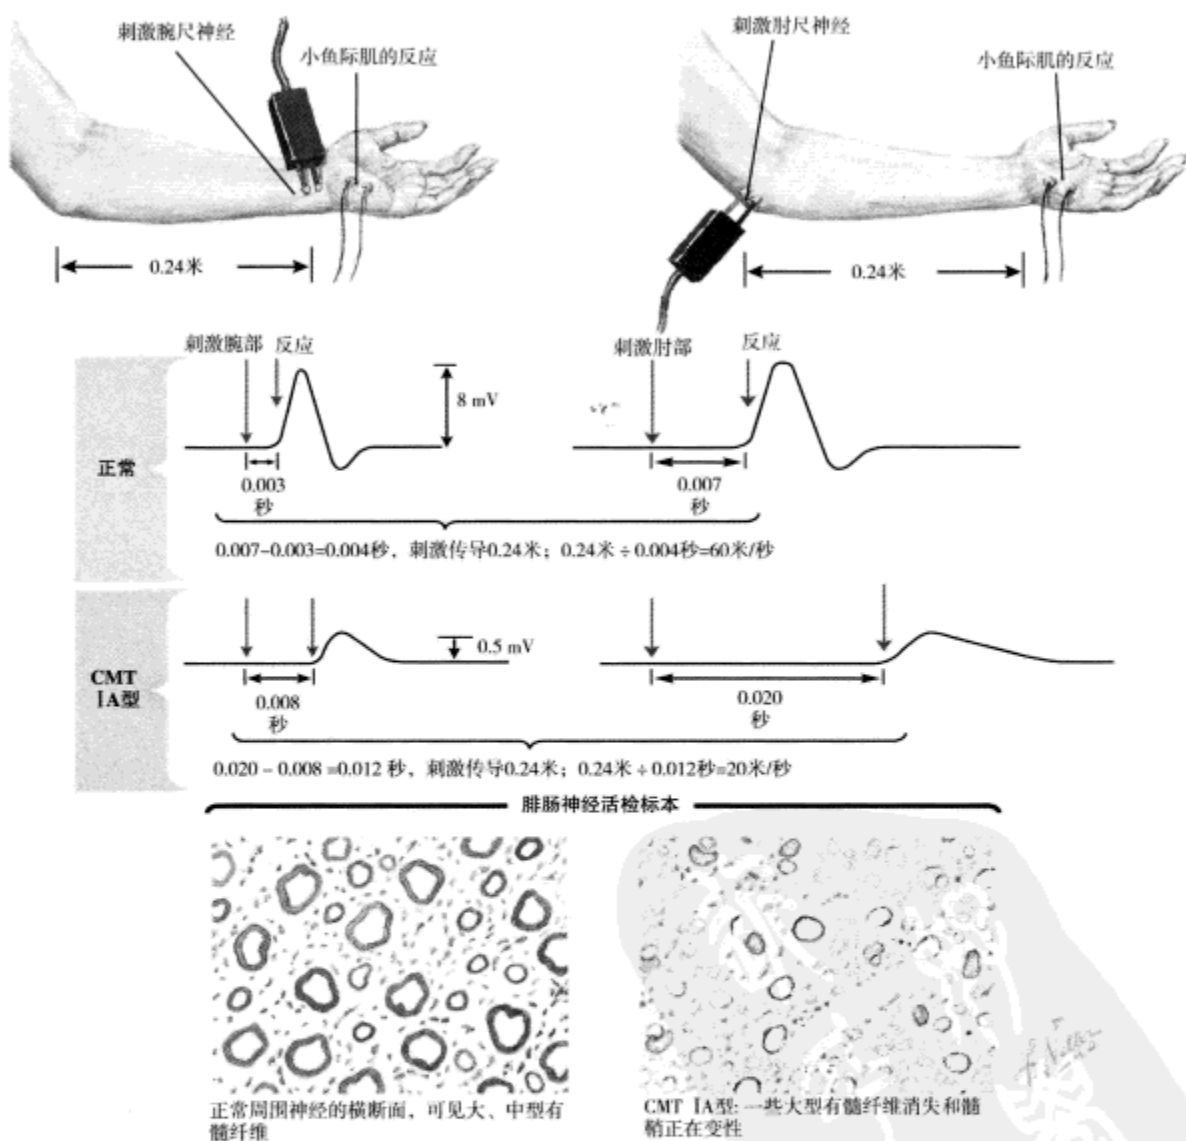 刺激腕尺神经
小鱼际肌的反应
0.24米
刺激肘尺神经
小鱼际肌的反应
0.24米
刺激腕部
反应
8 mV
刺激肘部
反应
正常
0.003
秒
0.007
秒
0.007-0.003=0.004秒，刺激传导0.24米；0.24米÷0.004秒=60米/秒
CMT
ⅠA型
0.5 mV
0.008
秒
0.020
秒
0.020-0.008=0.012 秒，刺激传导0.24米；0.24米÷0.012秒=20米/秒
腓肠神经活检标本
正常周围神经的横断面，可见大、中型有
髓纤维
CMT ⅠA型: 一些大型有髓纤维消失和髓
鞘正在变性